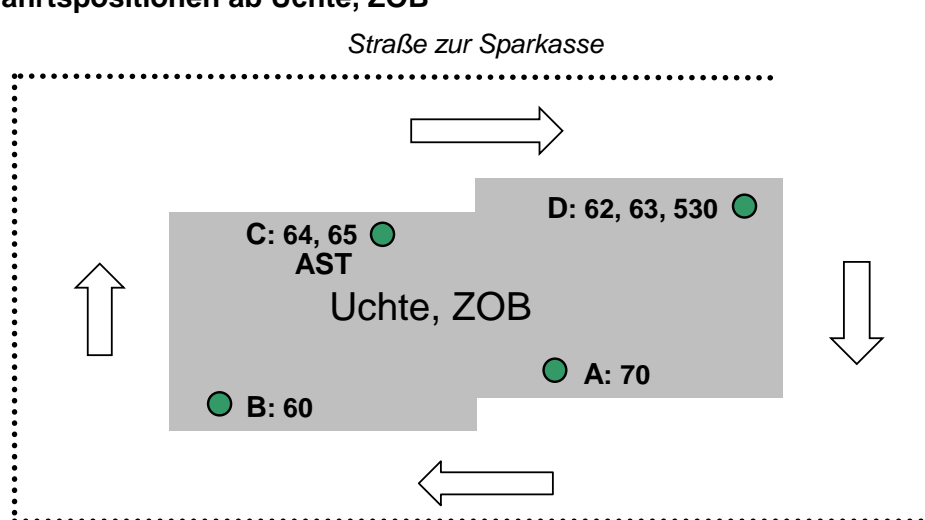 ahrtspositionen ab Uchte, ZOB
Straße zur Sparkasse
D: 62, 63, 530
C: 64, 65
AST
Uchte, ZOB
A: 70
B: 60